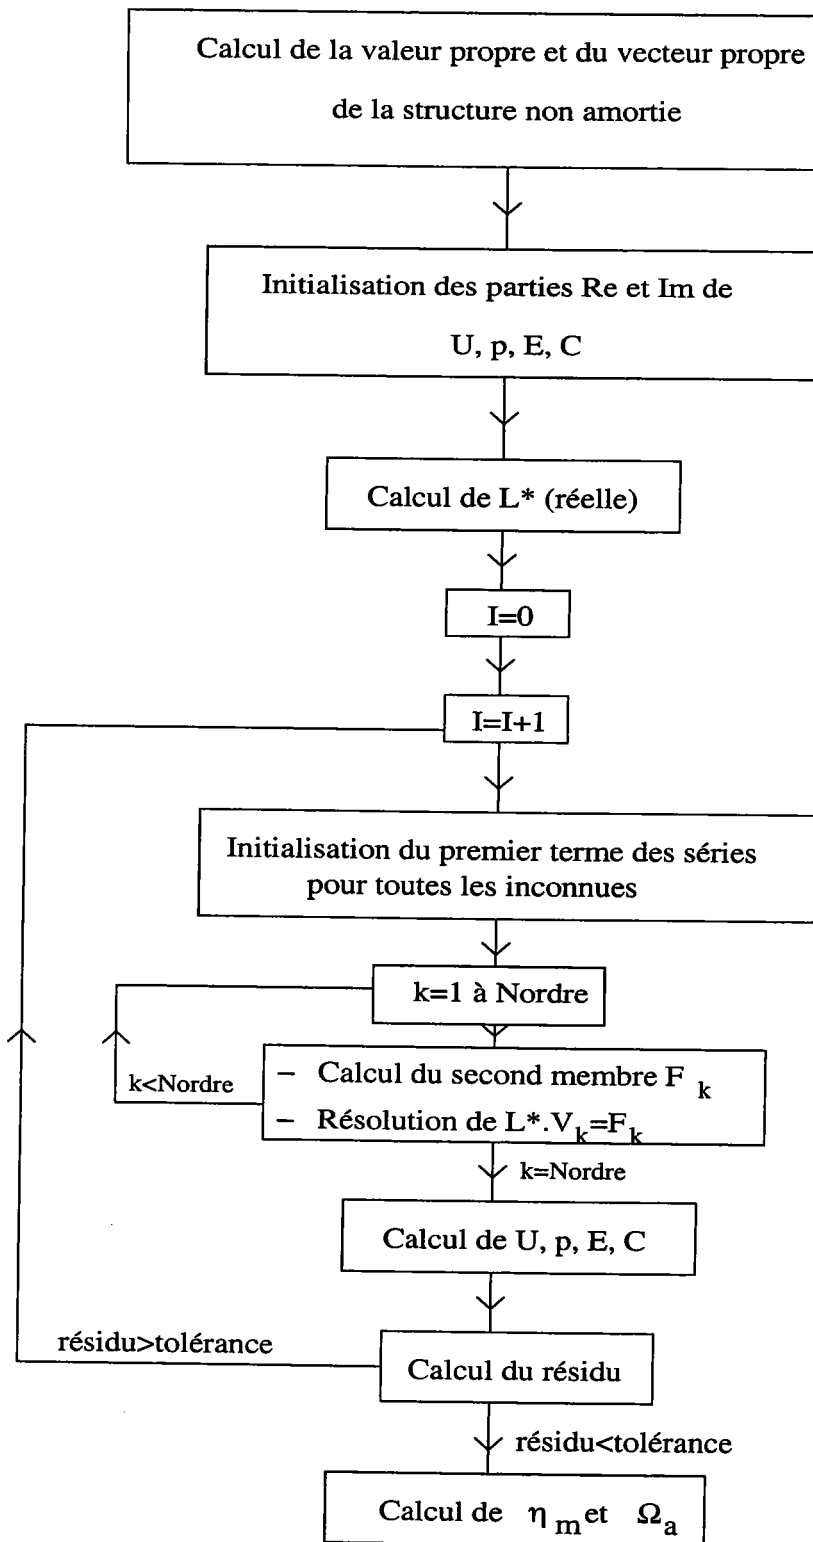 Calcul de la valeur propre et du vecteur propre
de la structure non amortie
Initialisation des parties Re et Im de
U, p, E, C
Calcul de L* (réelle)
I=0
I=I+1
Initialisation du premier terme des séries
pour toutes les inconnues
k=1 à Nordre
k<Nordre
– Calcul du second membre F k
– Résolution de L*.Vk=Fk
k=Nordre
Calcul de U, p, E, C
résidu>tolérance
Calcul du résidu
résidu<tolérance
Calcul de η m et Ω a